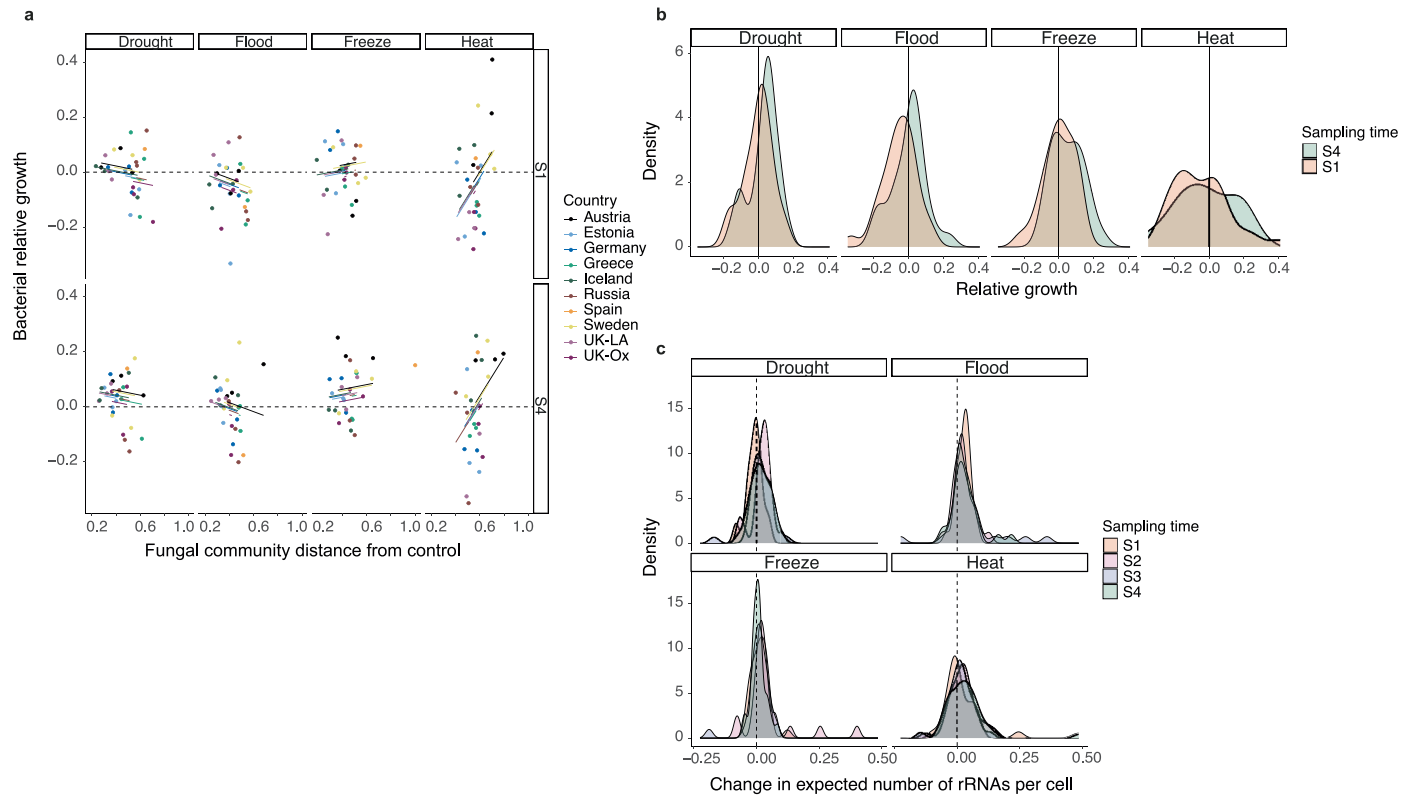 a
Drought Flood Freeze Heat
0.4
0.2
0.0
−0.2
S1
0.4
0.2
0.0
−0.2
S4
Bacterial relative growth
0.2 0.6 1.0 0.2 0.6 1.0 0.2 0.6 1.0 0.2 0.6 1.0
Fungal community distance from control
Country
Austria
Estonia
Germany
Greece
Iceland
Russia
Spain
Sweden
UK-LA
UK-Ox
b
Drought Flood Freeze Heat
6
4
2
0
Density
−0.2 0.0 0.2 0.4 −0.2 0.0 0.2 0.4 −0.2 0.0 0.2 0.4 −0.2 0.0 0.2 0.4
Relative growth
Sampling time
S4
S1
c
Drought Flood
15
10
5
0
Freeze Heat
15
10
5
0
Density
−0.25 0.00 0.25 0.50 −0.25 0.00 0.25 0.50
Change in expected number of rRNAs per cell
Sampling time
S1
S2
S3
S4